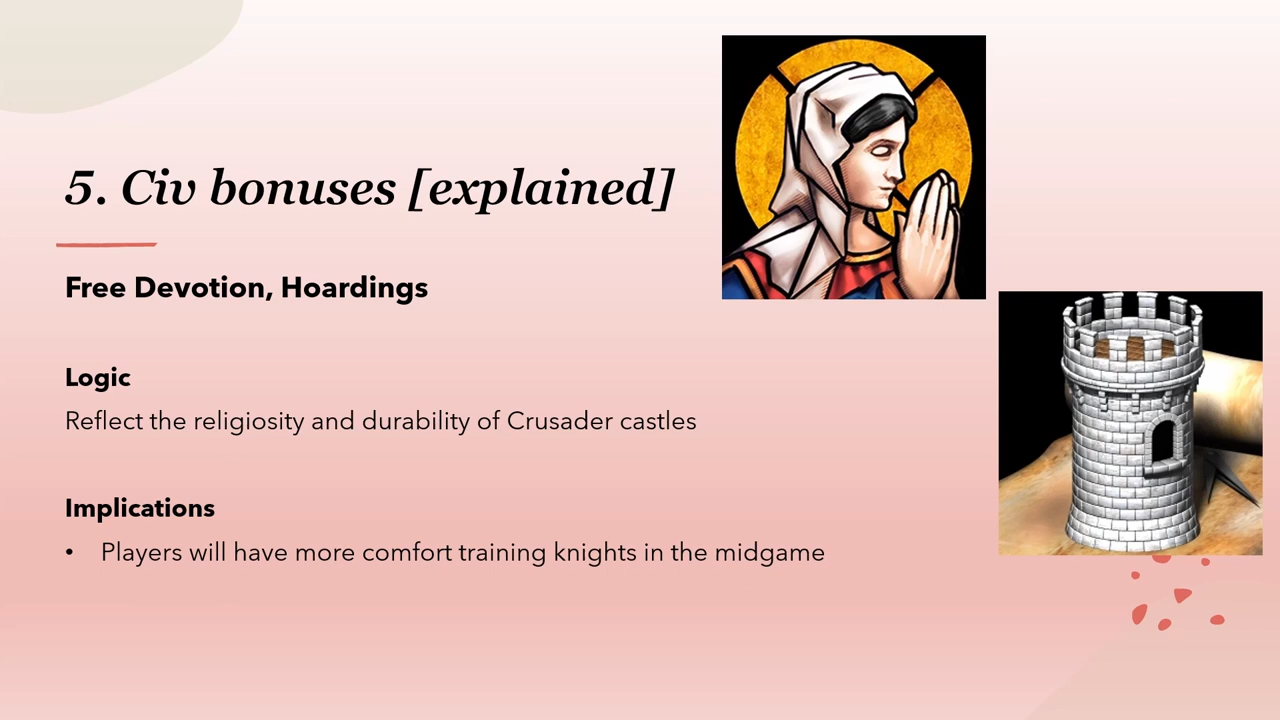 5. Civ bonuses [explained]
Free Devotion, Hoardings
Logic
Reflect the religiosity and durability of Crusader castles
Implications
• Players will have more comfort training knights in the midgame